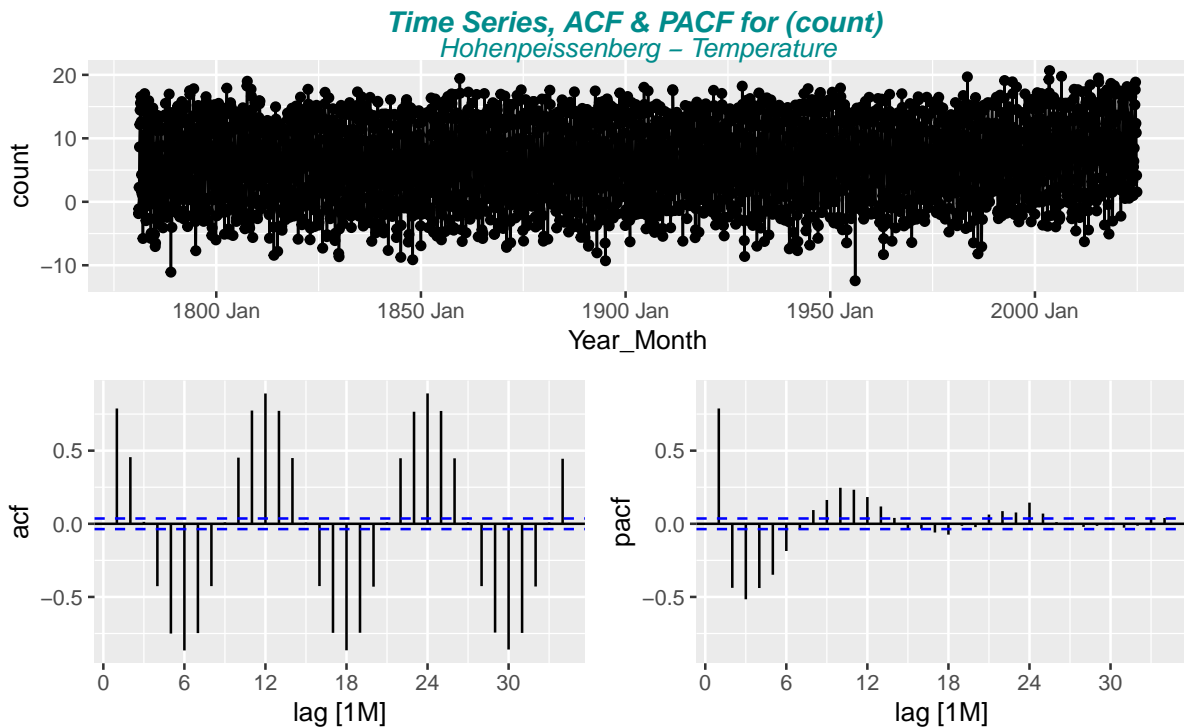 Time Series, ACF & PACF for (count)
Hohenpeissenberg − Temperature
20
10
0
−10
count
1800 Jan 1850 Jan 1900 Jan 1950 Jan 2000 Jan
Year_Month
0.5
0.0
−0.5
acf
0 6 12 18 24 30
lag [1M]
0.5
0.0
−0.5
pacf
0 6 12 18 24 30
lag [1M]